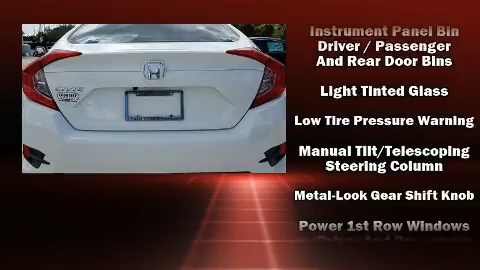 Instrument Panel Bin
Driver / Passenger
And Rear Door Bins
Light Tinted Glass
Low Tire Pressure Warning
Manual Tilt/Telescoping
Steering Column
Metal-Look Gear Shift Knob
Power 1st Row Windows
CIVIC